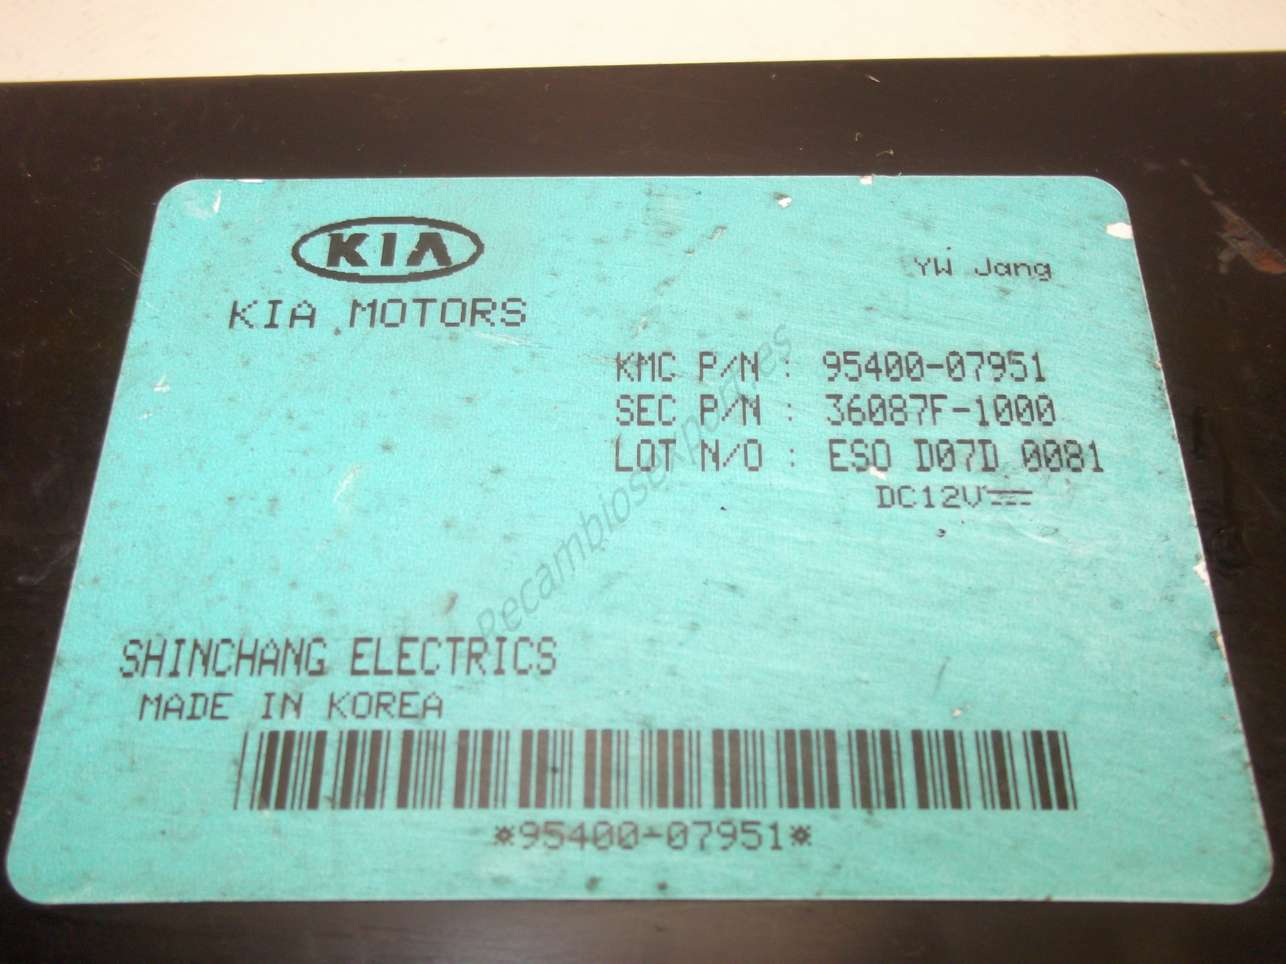 KIA
KIA MOTORS
YW Jang
KMC P/N : 95400-07951
SEC P/N : 36087F-1000
LOT N/O : ESO D07D 0081
DC12V
SHINCHANG ELECTRICS
MADE IN KOREA
*95400-07951*
Recambiosexpoartes